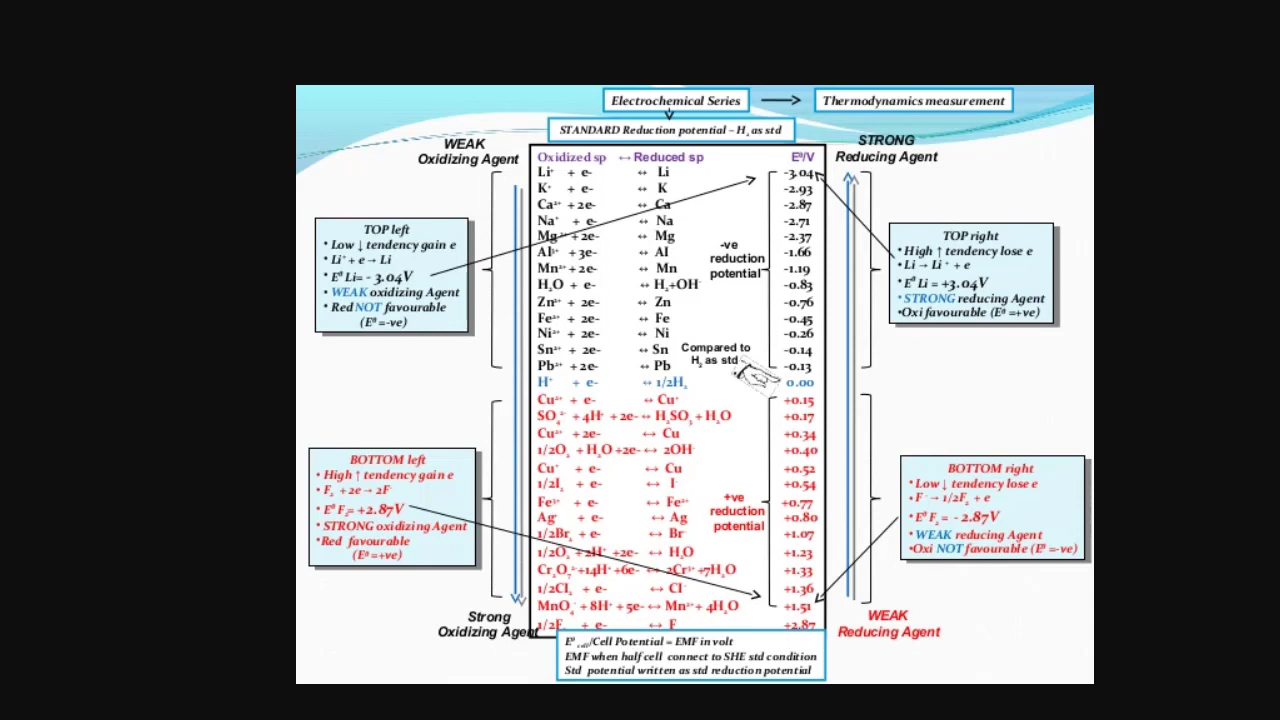 Electrochemical Series
Thermodynamics measurement
STANDARD Reduction potential – H₂ as std
WEAK
Oxidizing Agent
STRONG
Reducing Agent
Oxidized sp ↔ Reduced sp Eº/V
Li⁺ + e- ↔ Li -3.04
K⁺ + e- ↔ K -2.93
Ca²⁺ + 2e- ↔ Ca -2.87
Na⁺ + e- ↔ Na -2.71
Mg²⁺ + 2e- ↔ Mg -2.37
Al³⁺ + 3e- ↔ Al -1.66
Mn²⁺ + 2e- ↔ Mn -1.19
H₂O + e- ↔ H₂+OH⁻ -0.83
Zn²⁺ + 2e- ↔ Zn -0.76
Fe²⁺ + 2e- ↔ Fe -0.45
Ni²⁺ + 2e- ↔ Ni -0.26
Sn²⁺ + 2e- ↔ Sn -0.14
Pb²⁺ + 2e- ↔ Pb -0.13
H⁺ + e- ↔ 1/2H₂ 0.00
Cu²⁺ + e- ↔ Cu⁺ +0.15
SO₄²⁻ + 4H⁺ + 2e- ↔ H₂SO₃ + H₂O +0.17
Cu²⁺ + 2e- ↔ Cu +0.34
1/2O₂ + H₂O +2e- ↔ 2OH⁻ +0.40
Cu⁺ + e- ↔ Cu +0.52
1/2I₂ + e- ↔ I⁻ +0.54
Fe³⁺ + e- ↔ Fe²⁺ +0.77
Ag⁺ + e- ↔ Ag +0.80
1/2Br₂ + e- ↔ Br⁻ +1.07
1/2O₂ + 2H⁺ +2e- ↔ H₂O +1.23
Cr₂O₇²⁻+14H⁺ +6e- ↔ 2Cr³⁺ +7H₂O +1.33
1/2Cl₂ + e- ↔ Cl⁻ +1.36
MnO₄⁻ + 8H⁺ + 5e- ↔ Mn²⁺ + 4H₂O +1.51
1/2F₂ + e- ↔ F +2.87
-ve
reduction
potential
Compared to
H₂ as std
+ve
reduction
potential
TOP left
• Low ↓ tendency gain e
• Li⁺ + e → Li
• Eº Li= - 3.04V
• WEAK oxidizing Agent
• Red NOT favourable
(Eº =-ve)
TOP right
• High ↑ tendency lose e
• Li → Li ⁺ + e
• Eº Li = +3.04V
• STRONG reducing Agent
•Oxi favourable (Eº =+ve)
BOTTOM left
• High ↑ tendency gain e
• F₂ +2e → 2F⁻
• Eº F₂= +2.87V
• STRONG oxidizing Agent
•Red favourable
(Eº =+ve)
BOTTOM right
• Low ↓ tendency lose e
• F⁻ → 1/2F₂ + e
• Eº F₂ = - 2.87V
• WEAK reducing Agent
•Oxi NOT favourable (Eº =-ve)
Strong
Oxidizing Agent
WEAK
Reducing Agent
Eº cell/Cell Potential = EMF in volt
EMF when half cell connect to SHE std condition
Std potential written as std reduction potential